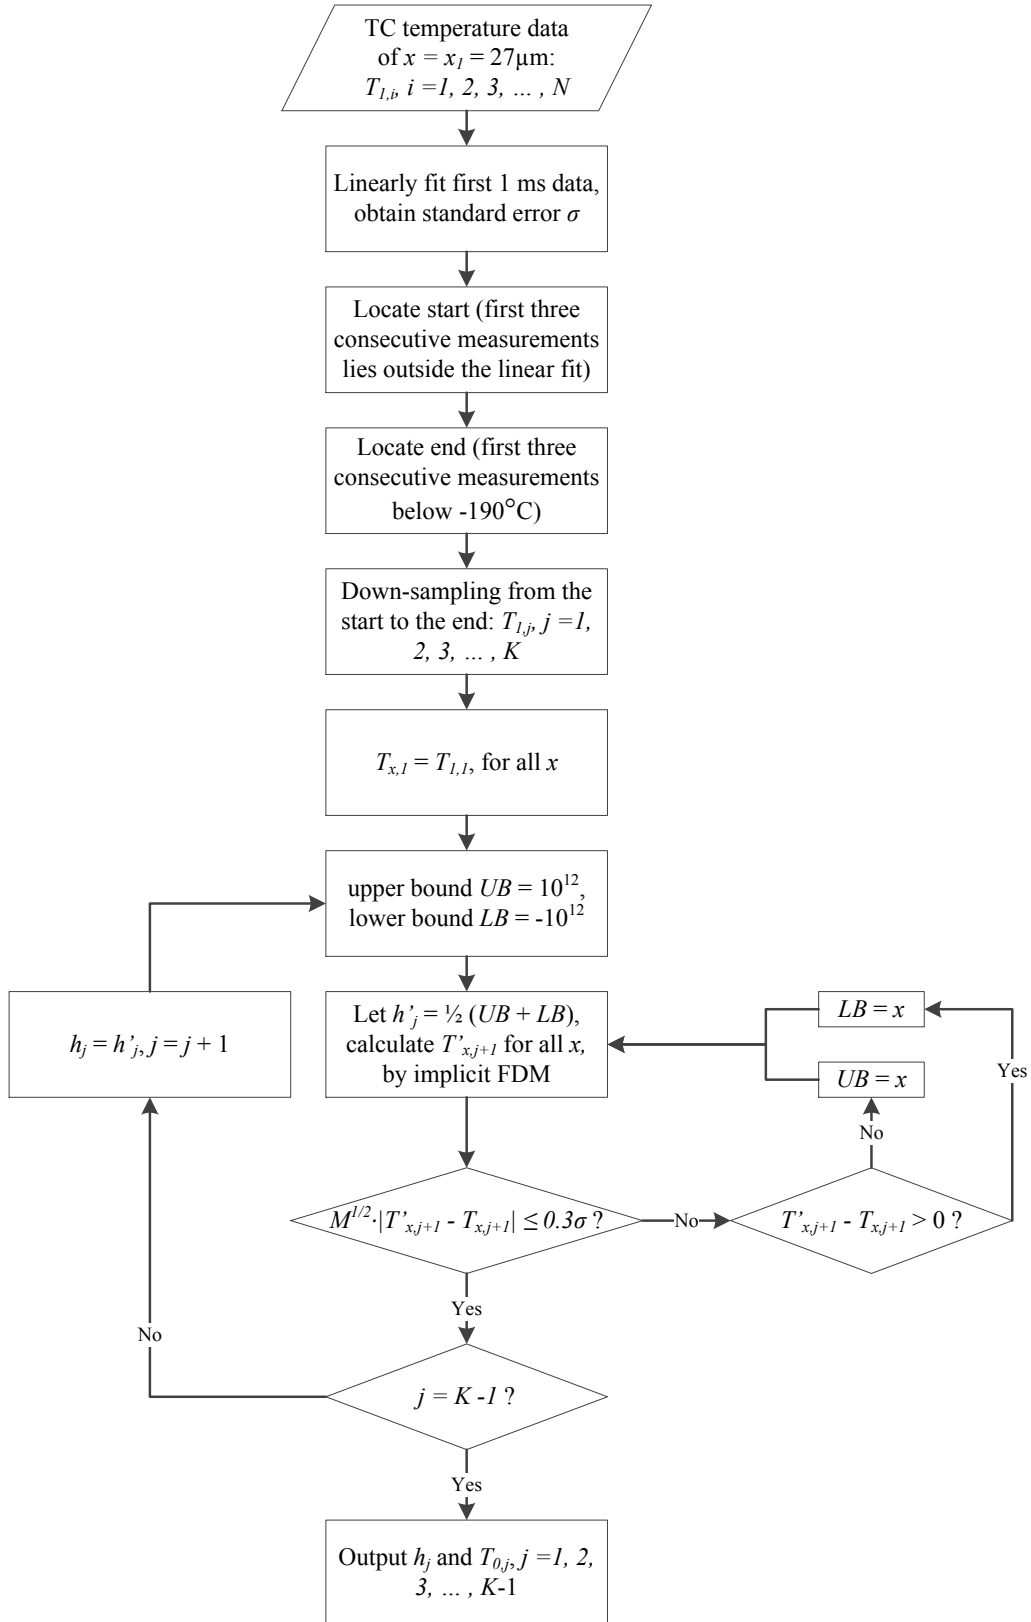 TC temperature data
of x = x1 = 27µm:
T1,i, i =1, 2, 3, ... , N
Linearly fit first 1 ms data,
obtain standard error σ
Locate start (first three
consecutive measurements
lies outside the linear fit)
Locate end (first three
consecutive measurements
below -190°C)
Down-sampling from the
start to the end: T1,j, j =1,
2, 3, ... , K
Tx,1 = T1,1, for all x
upper bound UB = 10^12,
lower bound LB = -10^12
hj = h'j, j = j + 1
Let h'j = ½ (UB + LB),
calculate T'x,j+1 for all x,
by implicit FDM
LB = x
UB = x
Yes
No
M^1/2·|T'x,j+1 - Tx,j+1| ≤ 0.3σ ?
No
T'x,j+1 - Tx,j+1 > 0 ?
Yes
No
j = K -1 ?
Yes
Output hj and T0,j, j =1, 2,
3, ... , K-1